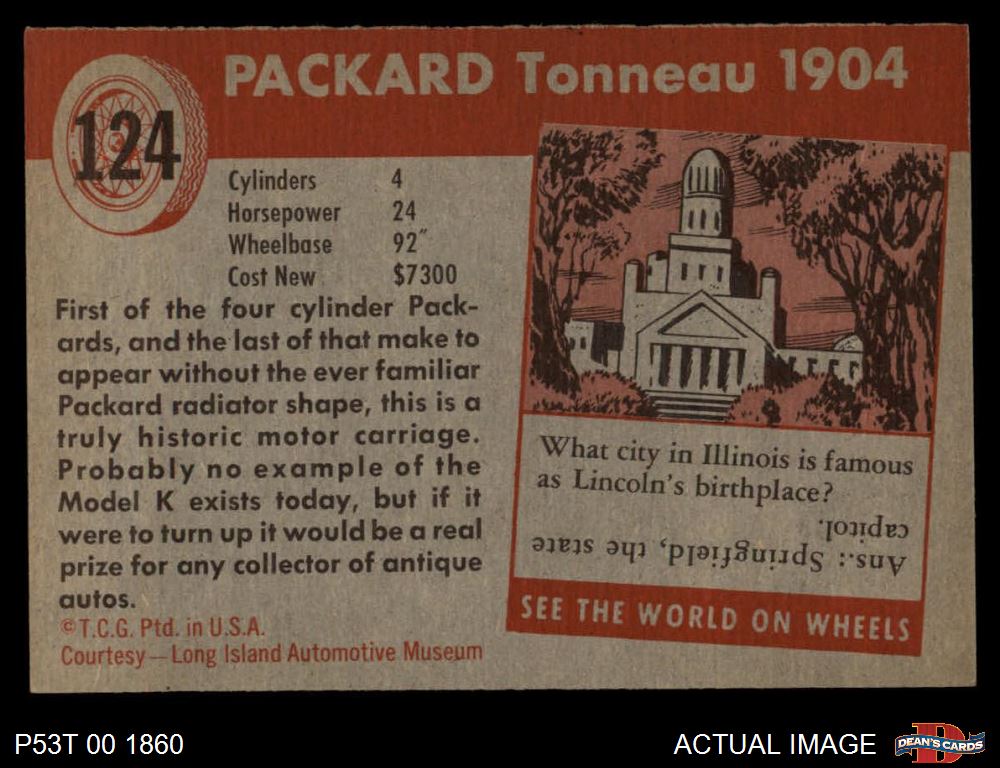 124
PACKARD Tonneau 1904
Cylinders 4
Horsepower 24
Wheelbase 92″
Cost New $7300
First of the four cylinder Pack-
ards, and the last of that make to
appear without the ever familiar
Packard radiator shape, this is a
truly historic motor carriage.
Probably no example of the
Model K exists today, but if it
were to turn up it would be a real
prize for any collector of antique
autos.
©T.C.G. Ptd. in U.S.A.
Courtesy—Long Island Automotive Museum
What city in Illinois is famous
as Lincoln's birthplace?
Ans.: Springfield, the state
capitol.
SEE THE WORLD ON WHEELS
P53T 00 1860
ACTUAL IMAGE
D
DEAN'S CARDS